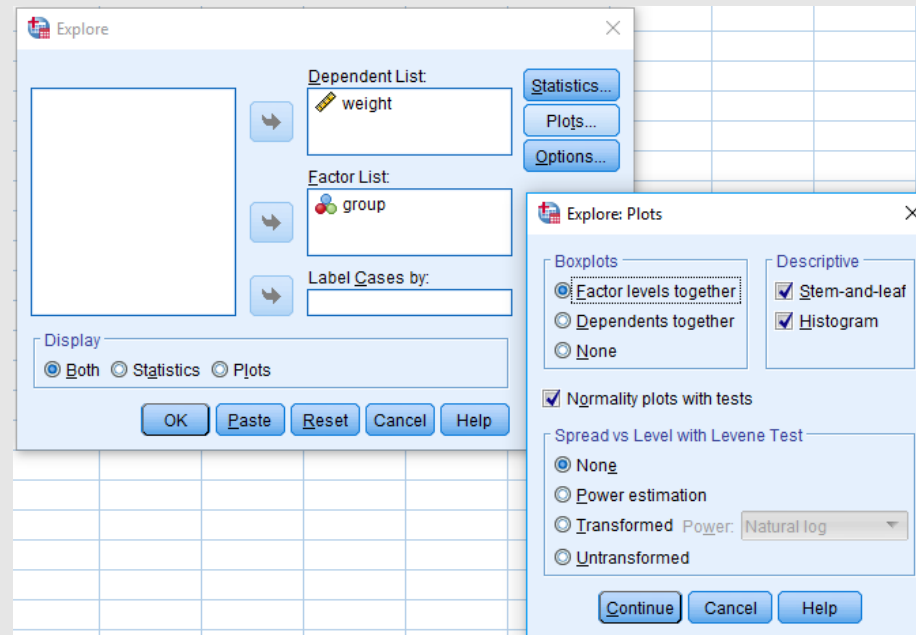 Explore
Dependent List:
weight
Statistics...
Plots...
Options...
Factor List:
group
Label Cases by:
Display
Both Statistics Plots
OK Paste Reset Cancel Help
Explore: Plots
Boxplots
Factor levels together
Dependents together
None
Descriptive
Stem-and-leaf
Histogram
Normality plots with tests
Spread vs Level with Levene Test
None
Power estimation
Transformed Power: Natural log
Untransformed
Continue Cancel Help